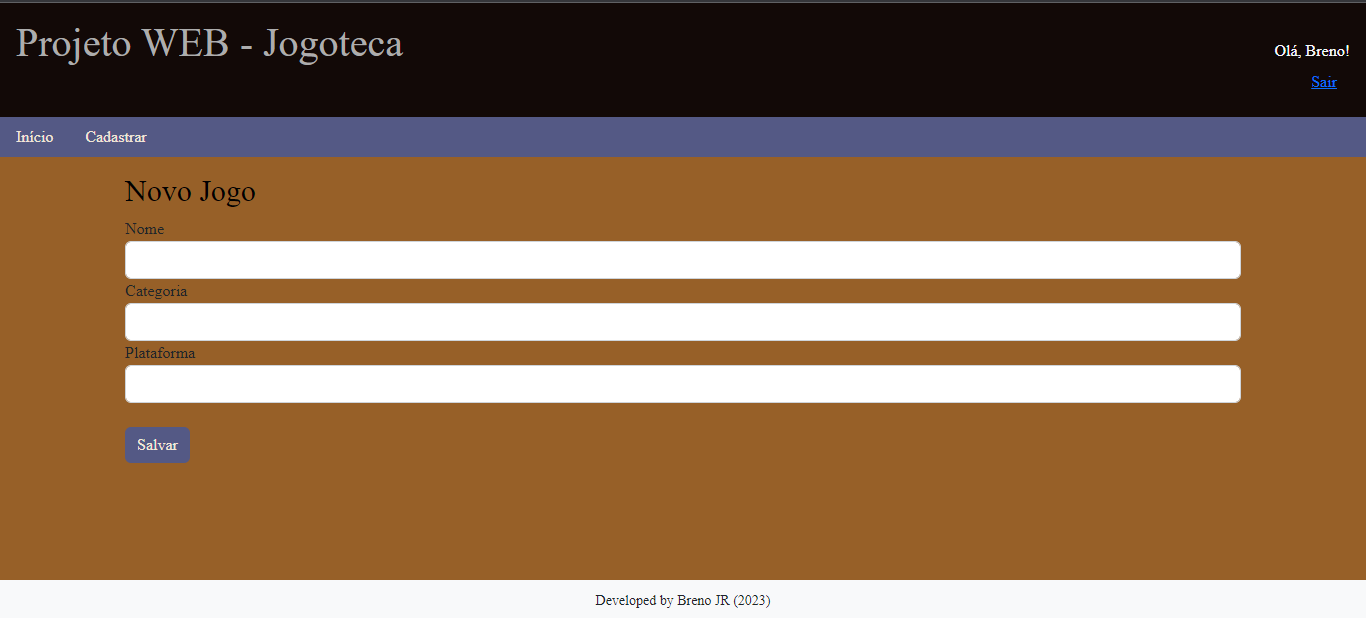 Projeto WEB - Jogoteca
Olá, Breno!
Sair
Início Cadastrar
Novo Jogo
Nome
Categoria
Plataforma
Salvar
Developed by Breno JR (2023)